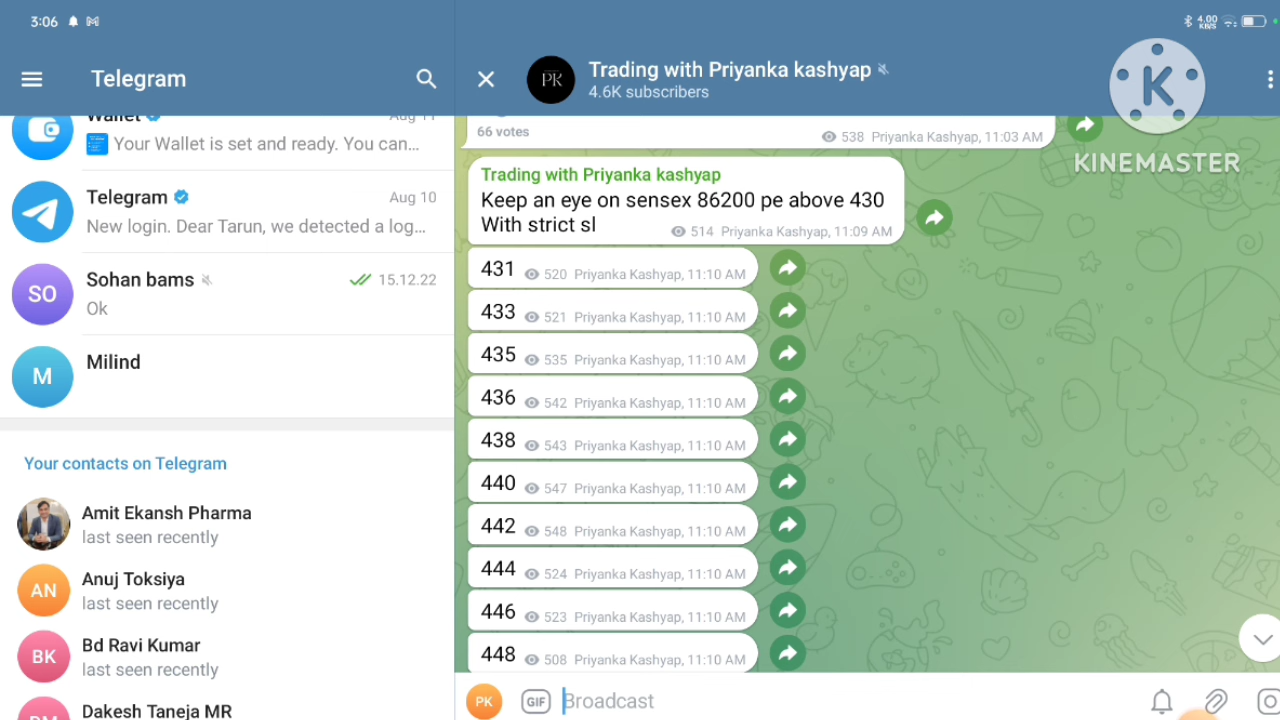 3:06
4.00
KB/S
Telegram
Wallet
Aug 11
Your Wallet is set and ready. You can...
Telegram
Aug 10
New login. Dear Tarun, we detected a log...
SO
Sohan bams
15.12.22
Ok
M
Milind
Your contacts on Telegram
Amit Ekansh Pharma
last seen recently
AN
Anuj Toksiya
last seen recently
BK
Bd Ravi Kumar
last seen recently
Dakesh Taneja MR
PK
Trading with Priyanka kashyap
4.6K subscribers
K
KINEMASTER
66 votes
538 Priyanka Kashyap, 11:03 AM
Trading with Priyanka kashyap
Keep an eye on sensex 86200 pe above 430
With strict sl
514 Priyanka Kashyap, 11:09 AM
431 520 Priyanka Kashyap, 11:10 AM
433 521 Priyanka Kashyap, 11:10 AM
435 535 Priyanka Kashyap, 11:10 AM
436 542 Priyanka Kashyap, 11:10 AM
438 543 Priyanka Kashyap, 11:10 AM
440 547 Priyanka Kashyap, 11:10 AM
442 548 Priyanka Kashyap, 11:10 AM
444 524 Priyanka Kashyap, 11:10 AM
446 523 Priyanka Kashyap, 11:10 AM
448 508 Priyanka Kashyap, 11:10 AM
PK
GIF
Broadcast